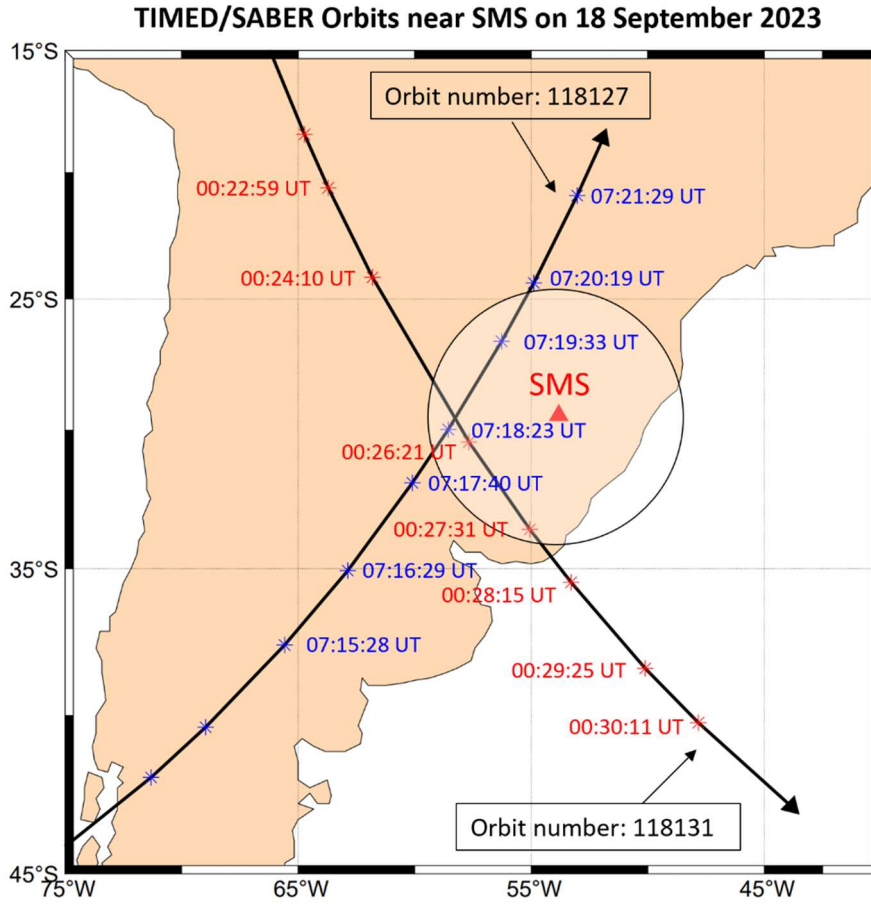 TIMED/SABER Orbits near SMS on 18 September 2023
15°S
Orbit number: 118127
00:22:59 UT
07:21:29 UT
00:24:10 UT
07:20:19 UT
25°S
07:19:33 UT
SMS
07:18:23 UT
00:26:21 UT
07:17:40 UT
00:27:31 UT
35°S
07:16:29 UT
00:28:15 UT
07:15:28 UT
00:29:25 UT
00:30:11 UT
Orbit number: 118131
45°S
75°W
65°W
55°W
45°W